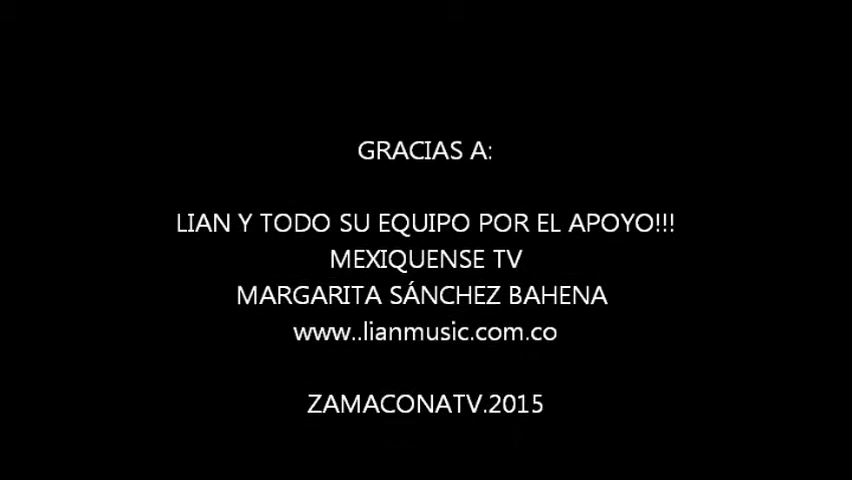 GRACIAS A:
LIAN Y TODO SU EQUIPO POR EL APOYO!!!
MEXIQUENSE TV
MARGARITA SÁNCHEZ BAHENA
www..lianmusic.com.co
ZAMACONATV.2015